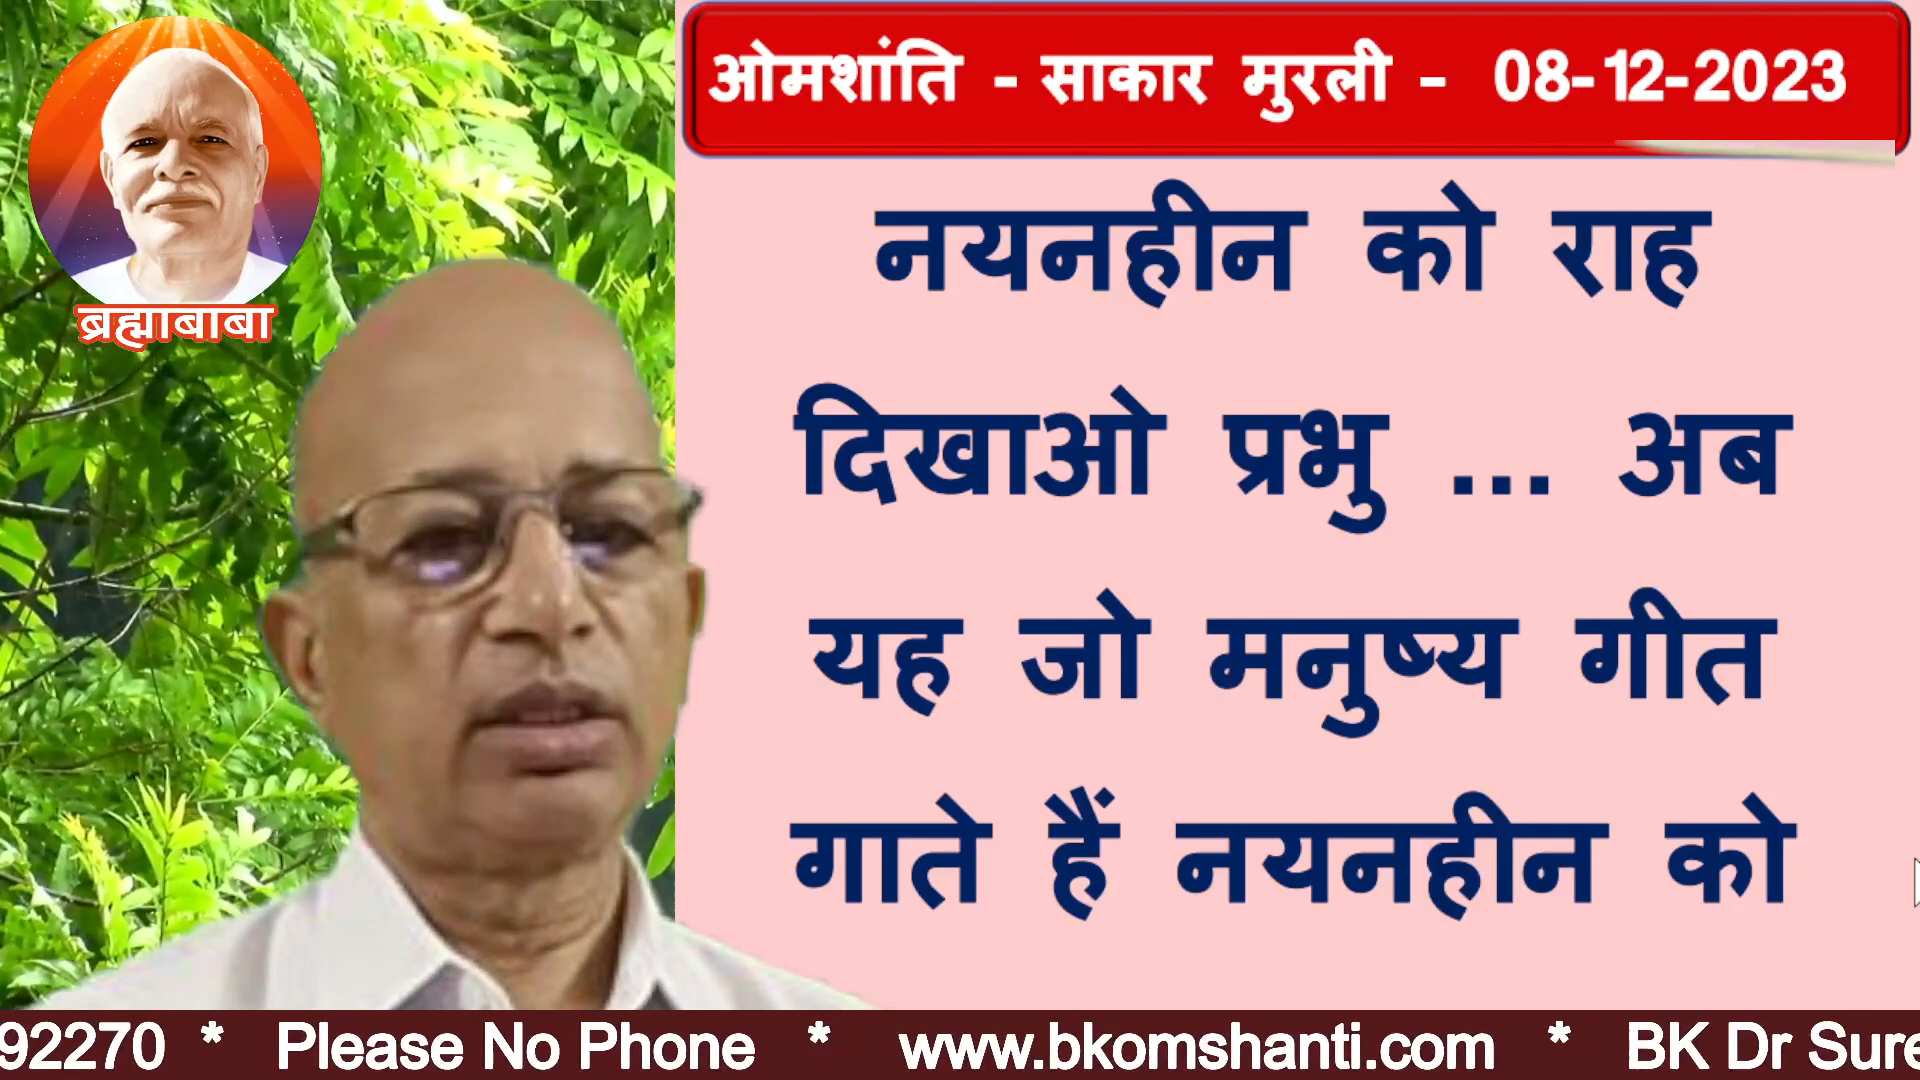 ओमशांति - साकार मुरली - 08-12-2023
ब्रह्माबाबा
नयनहीन को राह
दिखाओ प्रभु ... अब
यह जो मनुष्य गीत
गाते हैं नयनहीन को
92270 * Please No Phone * www.bkomshanti.com * BK Dr Sure